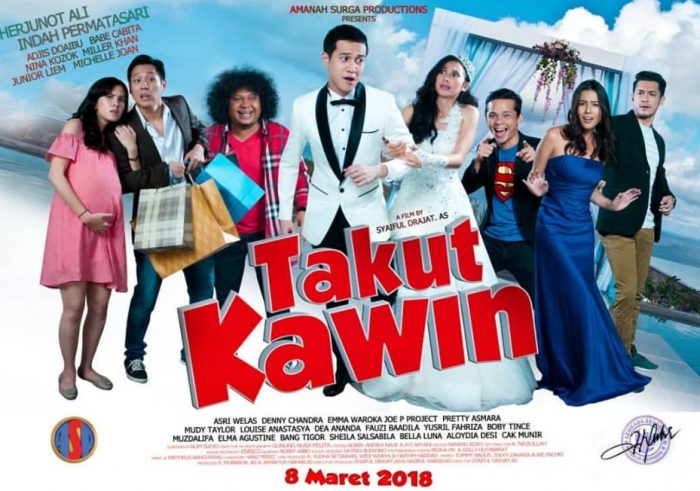 AMANAH SURGA PRODUCTIONS
PRESENTS
HERJUNOT ALI
INDAH PERMATASARI
ADJIS DOAIBU BABE CABITA
NINA KOZOK MILLER KHAN
JUNIOR LIEM MICHELLE JOAN
A FILM BY
SYAIFUL DRAJAT. AS
Takut
Kawin
ASRI WELAS DENNY CHANDRA EMMA WAROKA JOE P PROJECT PRETTY ASMARA
MUDY TAYLOR LOUISE ANASTASYA DEA ANANDA FAUZI BAADILA YUSRIL FAHRIZA BOBY TINCE
MUZDALIFA ELMA AGUSTINE BANG TIGOR SHEILA SALSABILA BELLA LUNA ALOYDIA DESI CAK MUNIR
8 Maret 2018